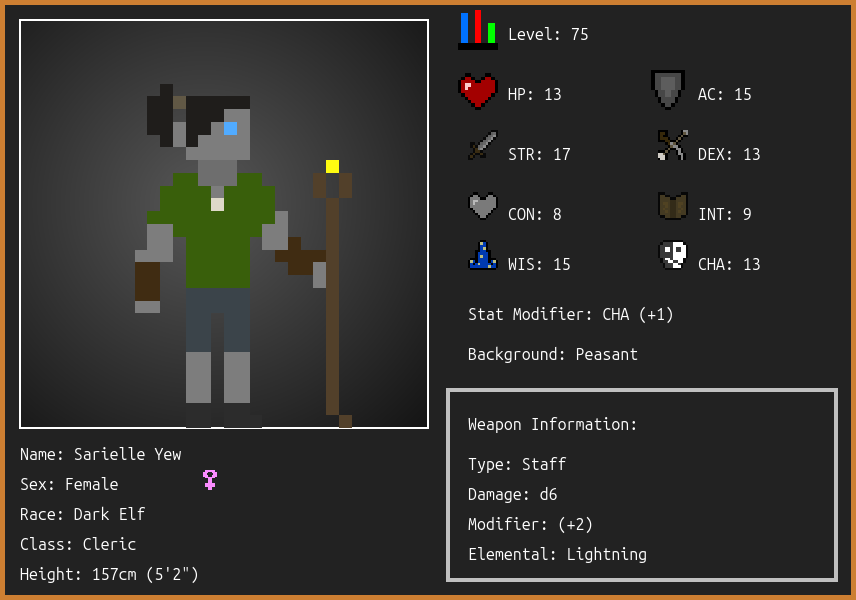 Level: 75
HP: 13
AC: 15
STR: 17
DEX: 13
CON: 8
INT: 9
WIS: 15
CHA: 13
Stat Modifier: CHA (+1)
Background: Peasant
Weapon Information:
Type: Staff
Damage: d6
Modifier: (+2)
Elemental: Lightning
Name: Sarielle Yew
Sex: Female
Race: Dark Elf
Class: Cleric
Height: 157cm (5'2")